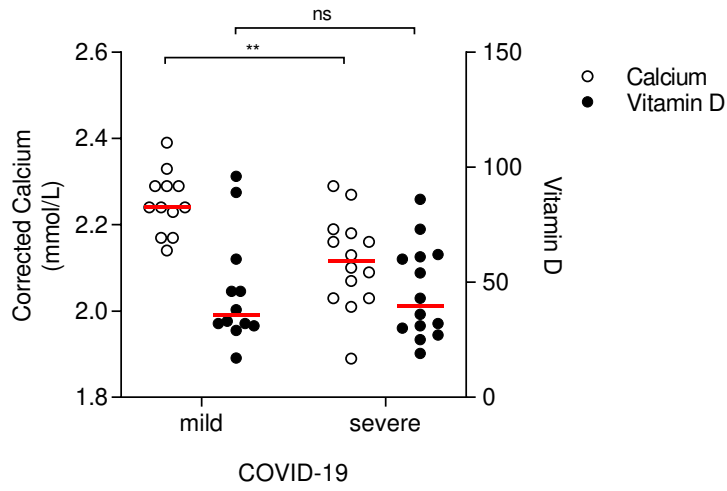 ns
**
2.6
2.4
2.2
2.0
1.8
Corrected Calcium
(mmol/L)
150
100
50
0
Vitamin D
Calcium
Vitamin D
mild
severe
COVID-19